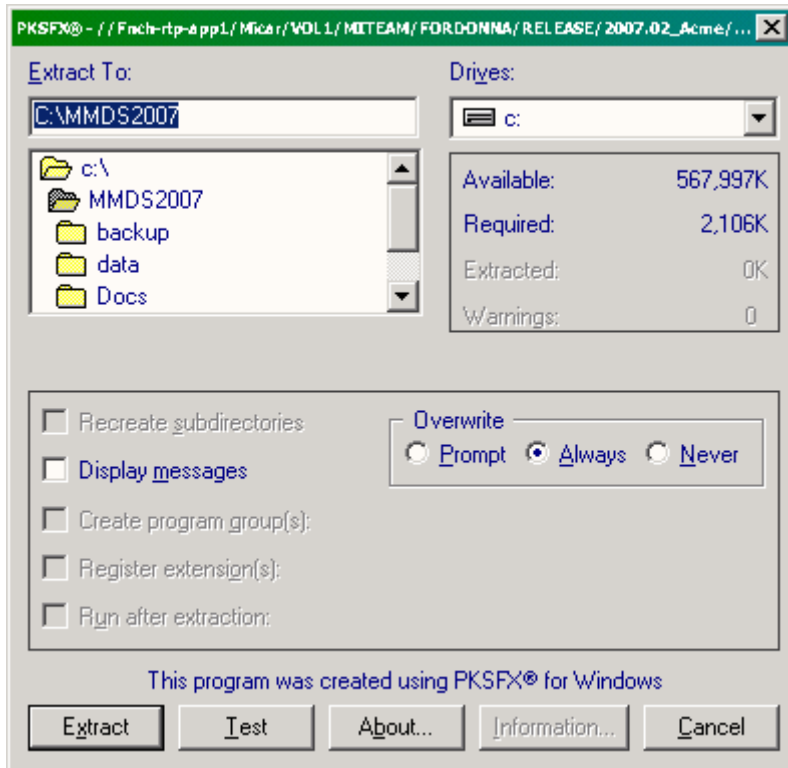 PKSFX® - //Fnch-rtp-app1/Micar/VOL1/MITEAM/FORDONNA/RELEASE/2007.02_Acme/...
Extract To:
Drives:
C:\MMDS2007
c:
c:\
MMDS2007
backup
data
Docs
Available: 567,997K
Required: 2,106K
Extracted: 0K
Warnings: 0
Recreate subdirectories
Display messages
Create program group(s):
Register extension(s):
Run after extraction:
Overwrite
Prompt Always Never
This program was created using PKSFX® for Windows
Extract Test About... Information... Cancel